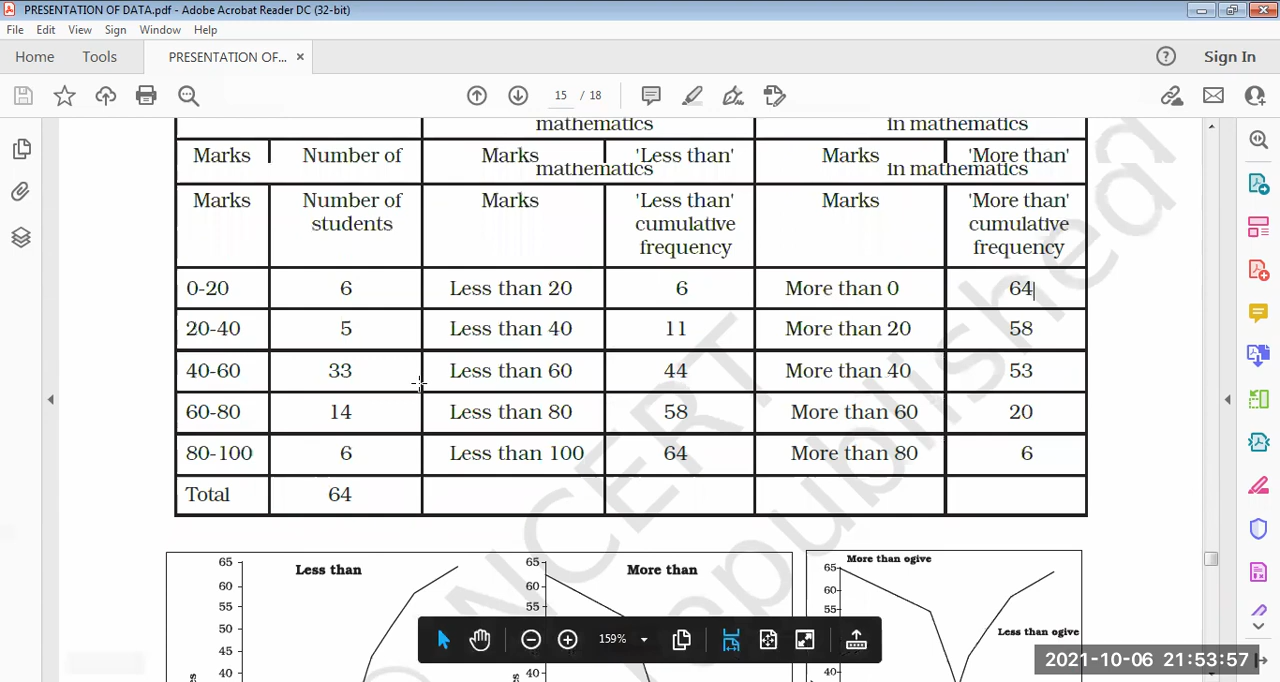 PRESENTATION OF DATA.pdf - Adobe Acrobat Reader DC (32-bit)
File Edit View Sign Window Help
Home Tools PRESENTATION OF... × ? Sign In
15 / 18
mathematics in mathematics
Marks Number of Marks 'Less than' Marks 'More than'
mathematics in mathematics
Marks Number of Marks 'Less than' Marks 'More than'
students cumulative cumulative
frequency frequency
0-20 6 Less than 20 6 More than 0 64
20-40 5 Less than 40 11 More than 20 58
40-60 33 Less than 60 44 More than 40 53
60-80 14 Less than 80 58 More than 60 20
80-100 6 Less than 100 64 More than 80 6
Total 64
NCERT
republished
65 Less than 65 More than More than ogive
60 60 65
55 55 60
50 55
45 Less than ogive
40 40 40
159%
2021-10-06 21:53:57